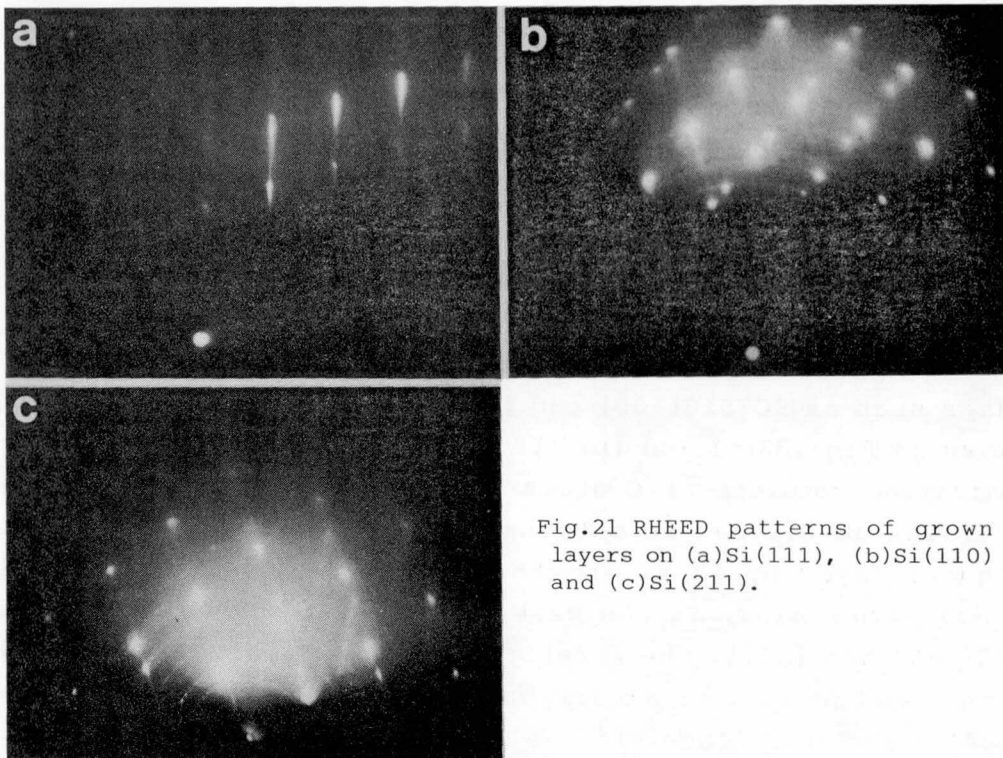 a
b
c
Fig.21 RHEED patterns of grown
layers on (a)Si(111), (b)Si(110)
and (c)Si(211).